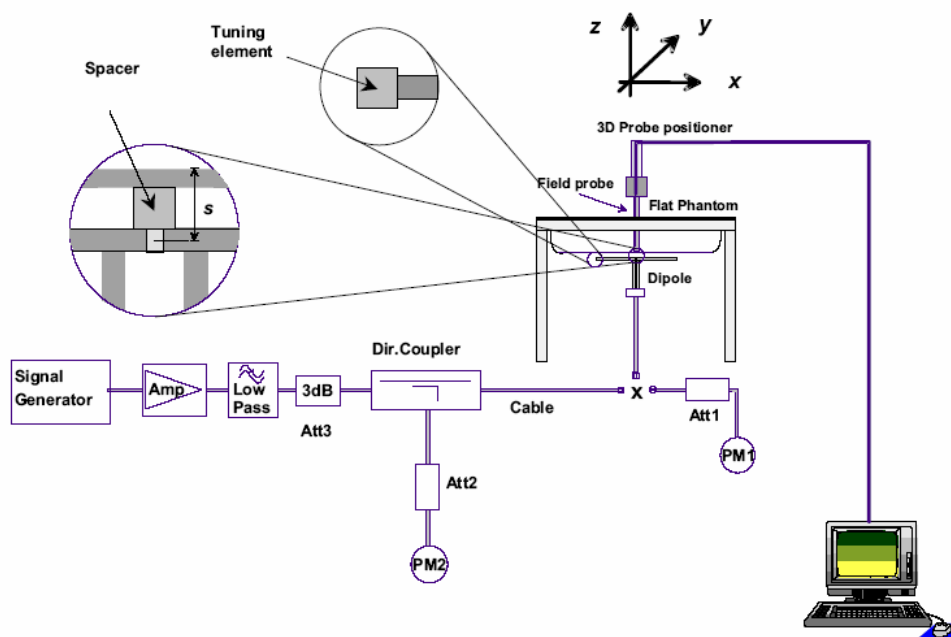 Tuning
element
Spacer
z
y
x
3D Probe positioner
Field probe
Flat Phantom
s
Dipole
Dir.Coupler
Signal
Generator
Amp
Low
Pass
3dB
Att3
Cable
x
Att1
PM1
Att2
PM2